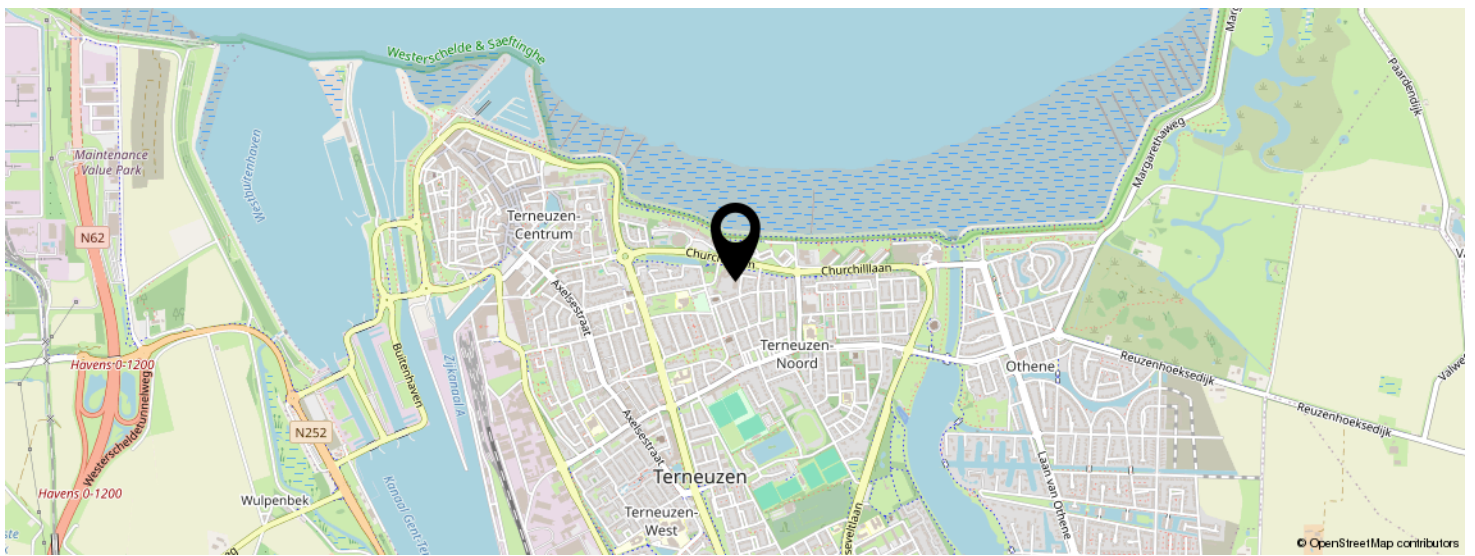 Westerschelde & Saeftinghe
Westbuitenhaven
Maintenance
Value Park
N62
Terneuzen-
Centrum
Churchilllaan
Margarethaweg
Paardendijk
Axelsestraat
Terneuzen-
Noord
Othene
Reuzenhoeksedijk
Reuzenhoeksedijk
Havens 0-1200
Westerscheldetunnelweg
Buitenhaven
Zijkanaal A
N252
Axelsestraat
Havens 0-1200
Wulpenbek
Terneuzen
Terneuzen-
West
Laan van Othene
© OpenStreetMap contributors